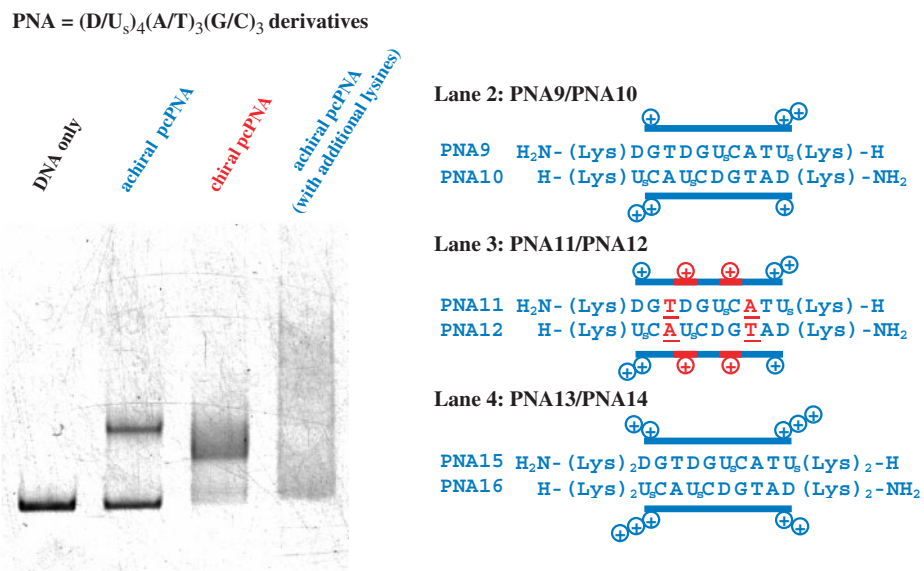 PNA = (D/Uₛ)₄(A/T)₃(G/C)₃ derivatives
DNA only
achiral pcPNA
chiral pcPNA
achiral pcPNA
(with additional lysines)
Lane 2: PNA9/PNA10
PNA9 H₂N-(Lys)DGTDGUₛCATUₛ(Lys)-H
PNA10 H-(Lys)UₛCAUₛCDGTAD(Lys)-NH₂
Lane 3: PNA11/PNA12
PNA11 H₂N-(Lys)DGTDGUₛCATUₛ(Lys)-H
PNA12 H-(Lys)UₛCAUₛCDGTAD(Lys)-NH₂
Lane 4: PNA13/PNA14
PNA15 H₂N-(Lys)₂DGTDGUₛCATUₛ(Lys)₂-H
PNA16 H-(Lys)₂UₛCAUₛCDGTAD(Lys)₂-NH₂